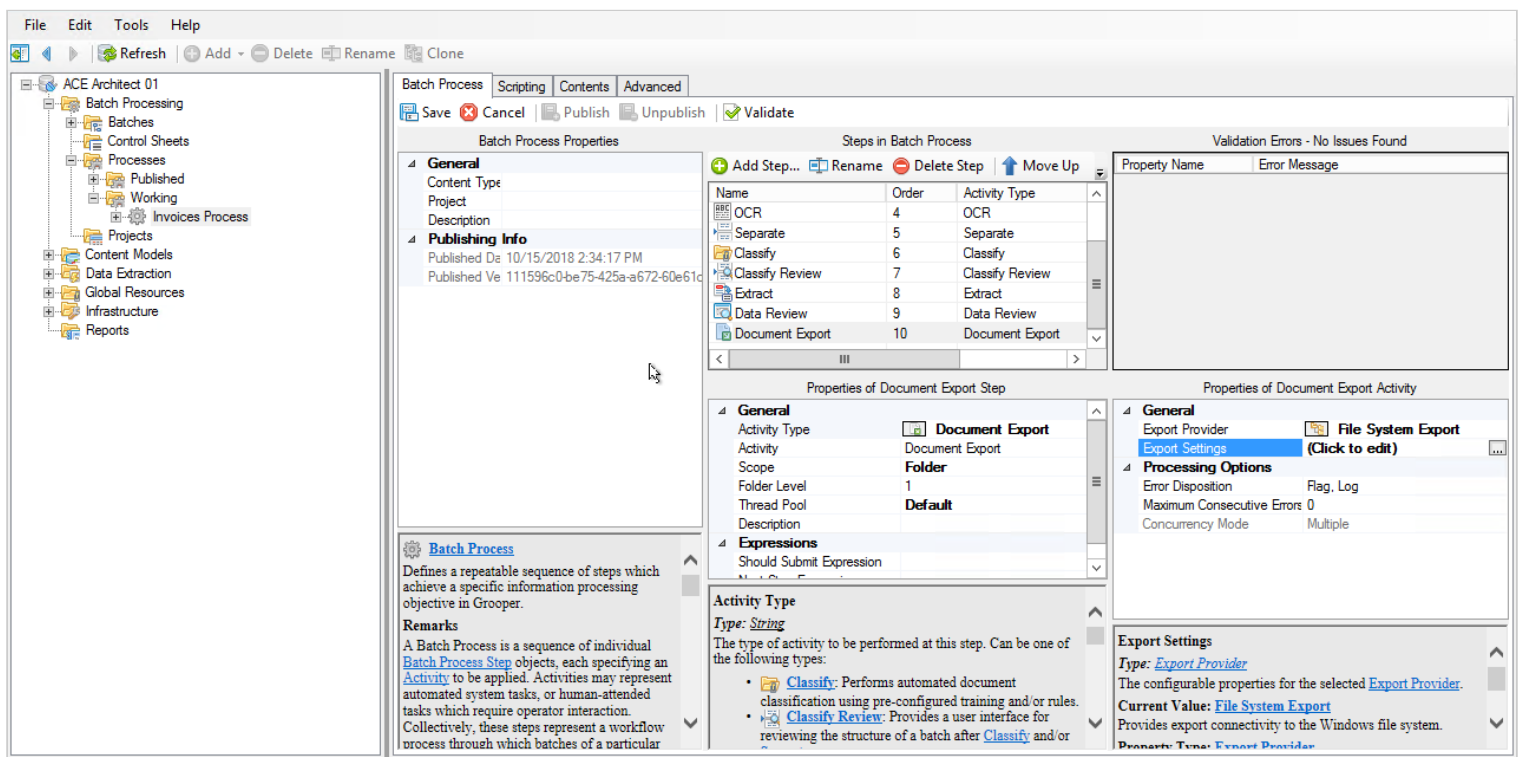 File Edit Tools Help
Refresh Add Delete Rename Clone
ACE Architect 01
Batch Processing
Batches
Control Sheets
Processes
Published
Working
Invoices Process
Projects
Content Models
Data Extraction
Global Resources
Infrastructure
Reports
Batch Process Scripting Contents Advanced
Save Cancel Publish Unpublish Validate
Batch Process Properties
General
Content Type
Project
Description
Publishing Info
Published Da 10/15/2018 2:34:17 PM
Published Ve 111596c0-be75-425a-a672-60e61c
Batch Process
Defines a repeatable sequence of steps which
achieve a specific information processing
objective in Grooper.
Remarks
A Batch Process is a sequence of individual
Batch Process Step objects, each specifying an
Activity to be applied. Activities may represent
automated system tasks, or human-attended
tasks which require operator interaction.
Collectively, these steps represent a workflow
process through which batches of a particular
Steps in Batch Process
Add Step... Rename Delete Step Move Up
Name Order Activity Type
OCR 4 OCR
Separate 5 Separate
Classify 6 Classify
Classify Review 7 Classify Review
Extract 8 Extract
Data Review 9 Data Review
Document Export 10 Document Export
Properties of Document Export Step
General
Activity Type Document Export
Activity Document Export
Scope Folder
Folder Level 1
Thread Pool Default
Description
Expressions
Should Submit Expression
Activity Type
Type: String
The type of activity to be performed at this step. Can be one of
the following types:
• Classify: Performs automated document
classification using pre-configured training and/or rules.
• Classify Review: Provides a user interface for
reviewing the structure of a batch after Classify and/or
Validation Errors - No Issues Found
Property Name Error Message
Properties of Document Export Activity
General
Export Provider File System Export
Export Settings (Click to edit) ...
Processing Options
Error Disposition Flag, Log
Maximum Consecutive Errors 0
Concurrency Mode Multiple
Export Settings
Type: Export Provider
The configurable properties for the selected Export Provider.
Current Value: File System Export
Provides export connectivity to the Windows file system.
Property Type: Export Provider